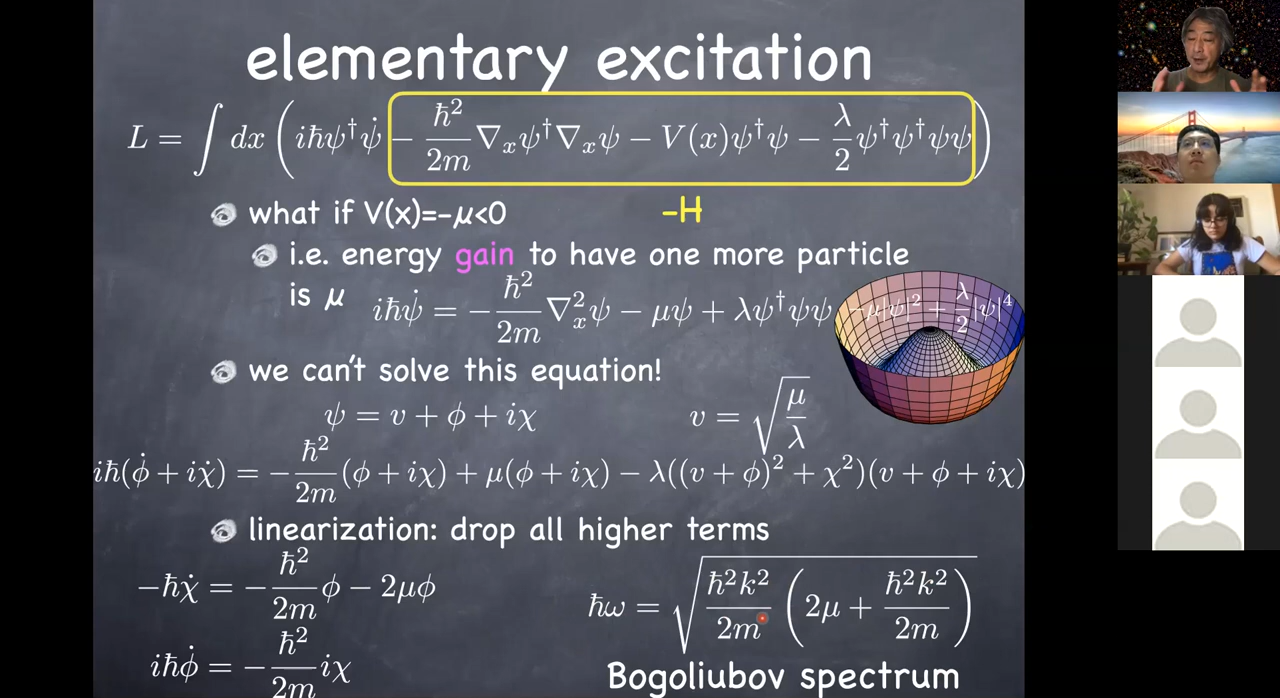 elementary excitation
L = ∫ dx ( iħψ†ψ̇ − ħ²/2m ∇ₓψ†∇ₓψ − V(x)ψ†ψ − λ/2 ψ†ψ†ψψ )
what if V(x)=-μ<0
-H
i.e. energy gain to have one more particle
is μ
iħψ̇ = − ħ²/2m ∇ₓ²ψ − μψ + λψ†ψψ
−μ|ψ|² + λ/2 |ψ|⁴
we can't solve this equation!
ψ = v + φ + iχ
v = √(μ/λ)
iħ(φ̇ + iχ̇) = − ħ²/2m (φ + iχ) + μ(φ + iχ) − λ((v + φ)² + χ²)(v + φ + iχ)
linearization: drop all higher terms
−ħχ̇ = − ħ²/2m φ − 2μφ
ħω = √( ħ²k²/2m ( 2μ + ħ²k²/2m ) )
iħφ̇ = − ħ²/2m iχ
Bogoliubov spectrum